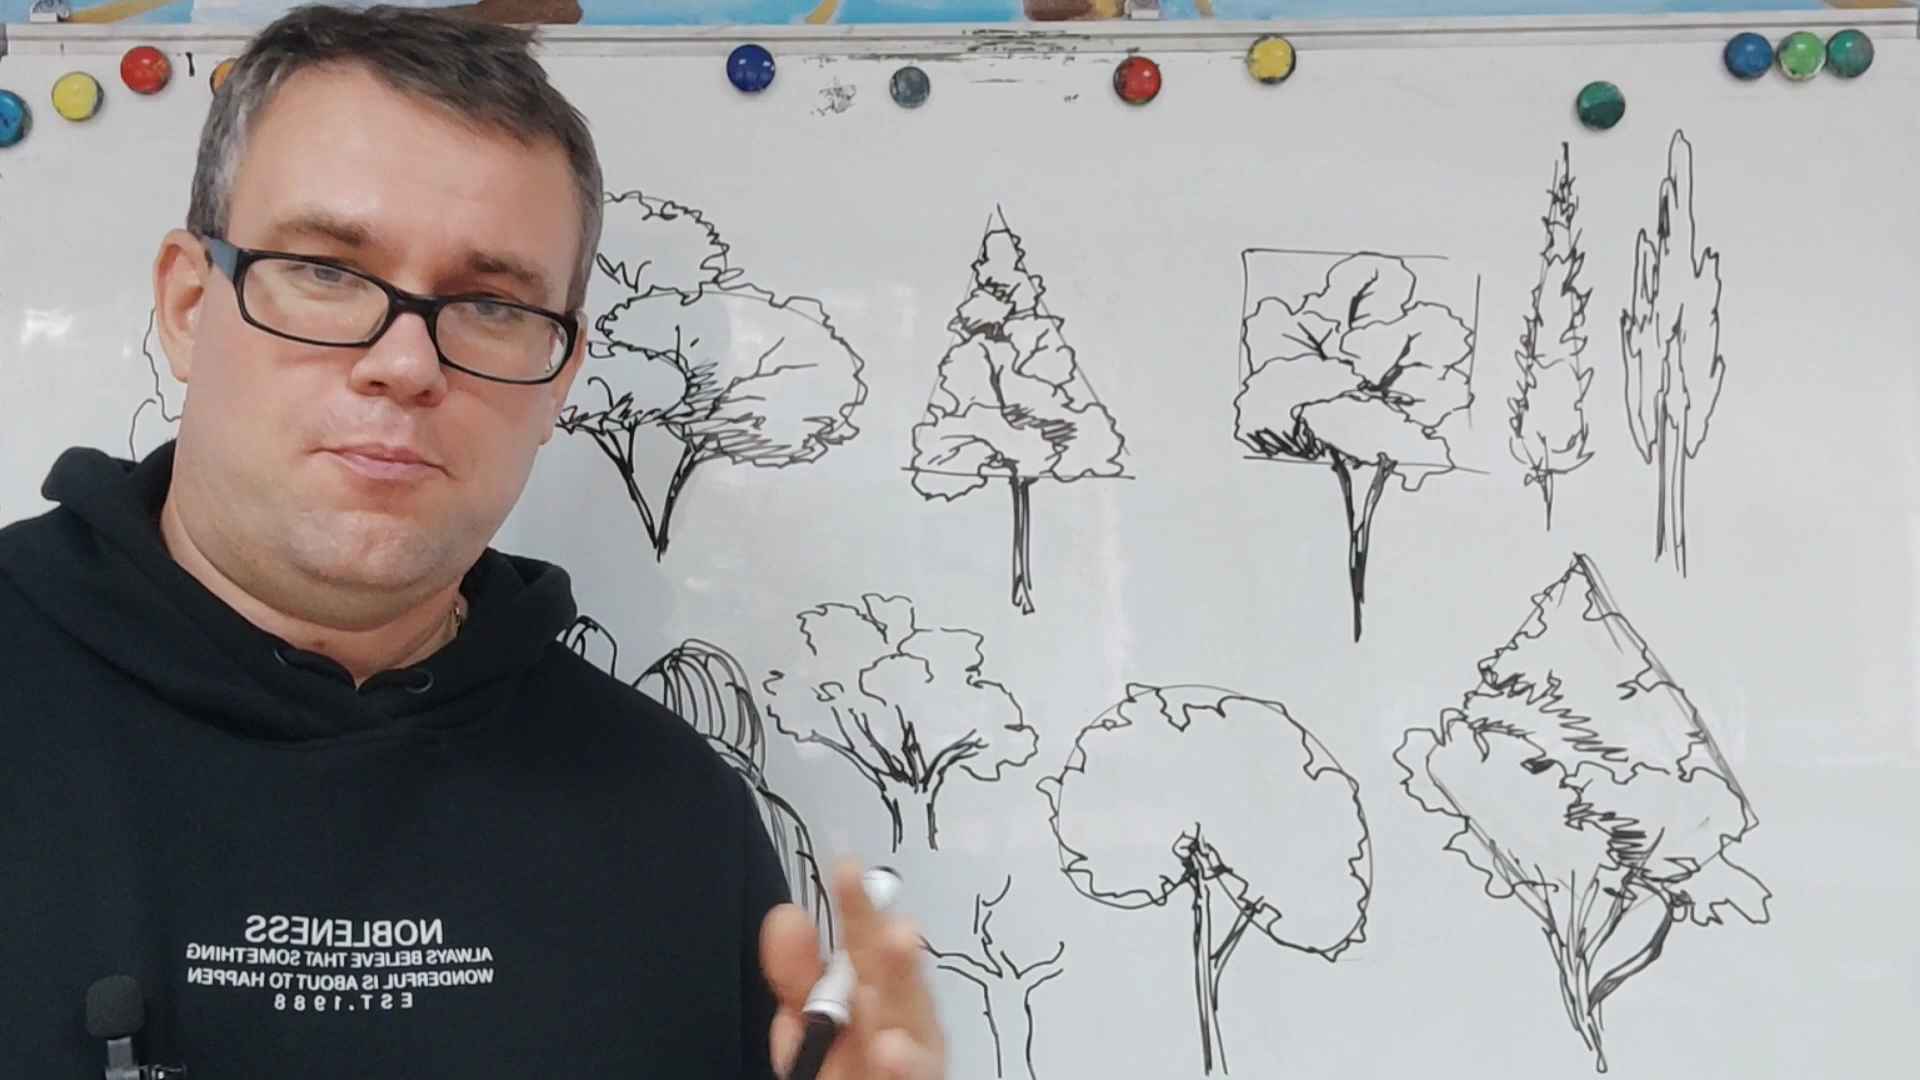 NOBLENESS
ALWAYS BELIEVE THAT SOMETHING
WONDERFUL IS ABOUT TO HAPPEN
EST.1988